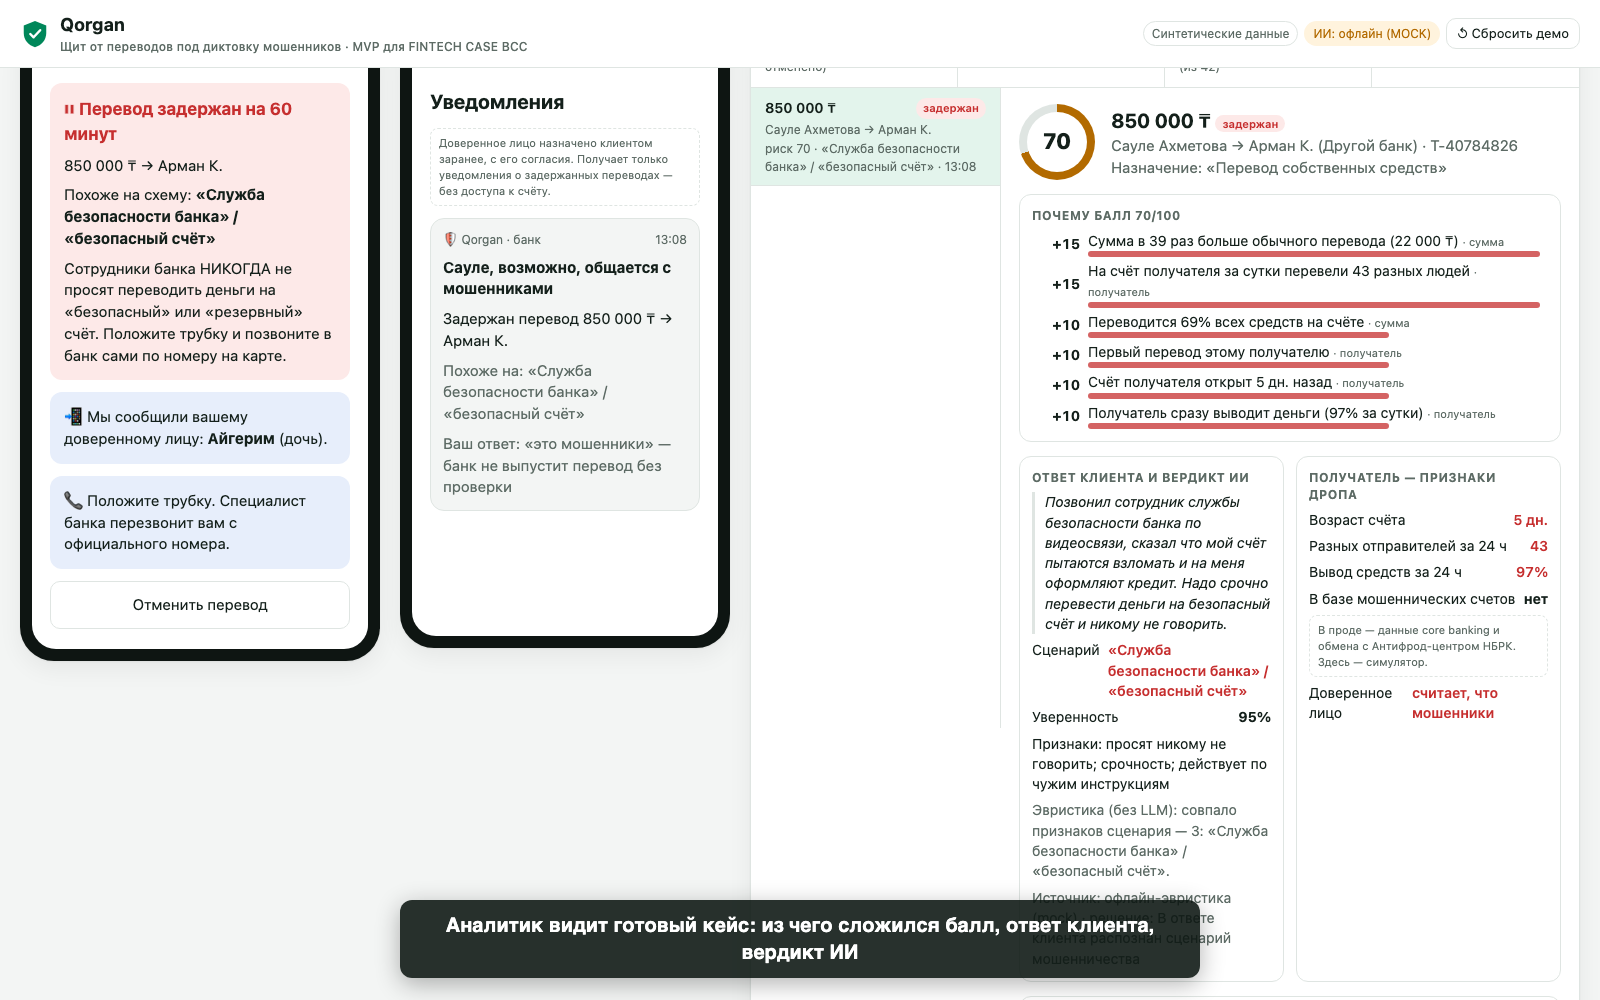 Qorgan
Щит от переводов под диктовку мошенников · MVP для FINTECH CASE BCC
Синтетические данные
ИИ: офлайн (MOCK)
↺ Сбросить демо
отменено)
(из 42)
Перевод задержан на 60
минут
850 000 ₸ → Арман К.
Похоже на схему: «Служба
безопасности банка» /
«безопасный счёт»
Сотрудники банка НИКОГДА не
просят переводить деньги на
«безопасный» или «резервный»
счёт. Положите трубку и позвоните в
банк сами по номеру на карте.
Мы сообщили вашему
доверенному лицу: Айгерим (дочь).
Положите трубку. Специалист
банка перезвонит вам с
официального номера.
Отменить перевод
Уведомления
Доверенное лицо назначено клиентом
заранее, с его согласия. Получает только
уведомления о задержанных переводах —
без доступа к счёту.
Qorgan · банк
13:08
Сауле, возможно, общается с
мошенниками
Задержан перевод 850 000 ₸ →
Арман К.
Похоже на: «Служба
безопасности банка» /
«безопасный счёт»
Ваш ответ: «это мошенники» —
банк не выпустит перевод без
проверки
850 000 ₸ задержан
Сауле Ахметова → Арман К.
риск 70 · «Служба безопасности
банка» / «безопасный счёт» · 13:08
70
850 000 ₸ задержан
Сауле Ахметова → Арман К. (Другой банк) · T-40784826
Назначение: «Перевод собственных средств»
ПОЧЕМУ БАЛЛ 70/100
+15 Сумма в 39 раз больше обычного перевода (22 000 ₸) · сумма
+15 На счёт получателя за сутки перевели 43 разных людей ·
получатель
+10 Переводится 69% всех средств на счёте · сумма
+10 Первый перевод этому получателю · получатель
+10 Счёт получателя открыт 5 дн. назад · получатель
+10 Получатель сразу выводит деньги (97% за сутки) · получатель
ОТВЕТ КЛИЕНТА И ВЕРДИКТ ИИ
Позвонил сотрудник службы
безопасности банка по
видеосвязи, сказал что мой счёт
пытаются взломать и на меня
оформляют кредит. Надо срочно
перевести деньги на безопасный
счёт и никому не говорить.
Сценарий «Служба
безопасности банка» /
«безопасный счёт»
Уверенность 95%
Признаки: просят никому не
говорить; срочность; действует по
чужим инструкциям
Эвристика (без LLM): совпало
признаков сценария — 3: «Служба
безопасности банка» /
«безопасный счёт».
Источник: офлайн-эвристика
(mock) · решение: В ответе
клиента распознан сценарий
мошенничества
ПОЛУЧАТЕЛЬ — ПРИЗНАКИ
ДРОПА
Возраст счёта 5 дн.
Разных отправителей за 24 ч 43
Вывод средств за 24 ч 97%
В базе мошеннических счетов нет
В проде — данные core banking и
обмена с Антифрод-центром НБРК.
Здесь — симулятор.
Доверенное считает, что
лицо мошенники
Аналитик видит готовый кейс: из чего сложился балл, ответ клиента,
вердикт ИИ